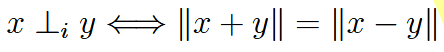 x ⊥ᵢ y ⟺ ‖x + y‖ = ‖x − y‖